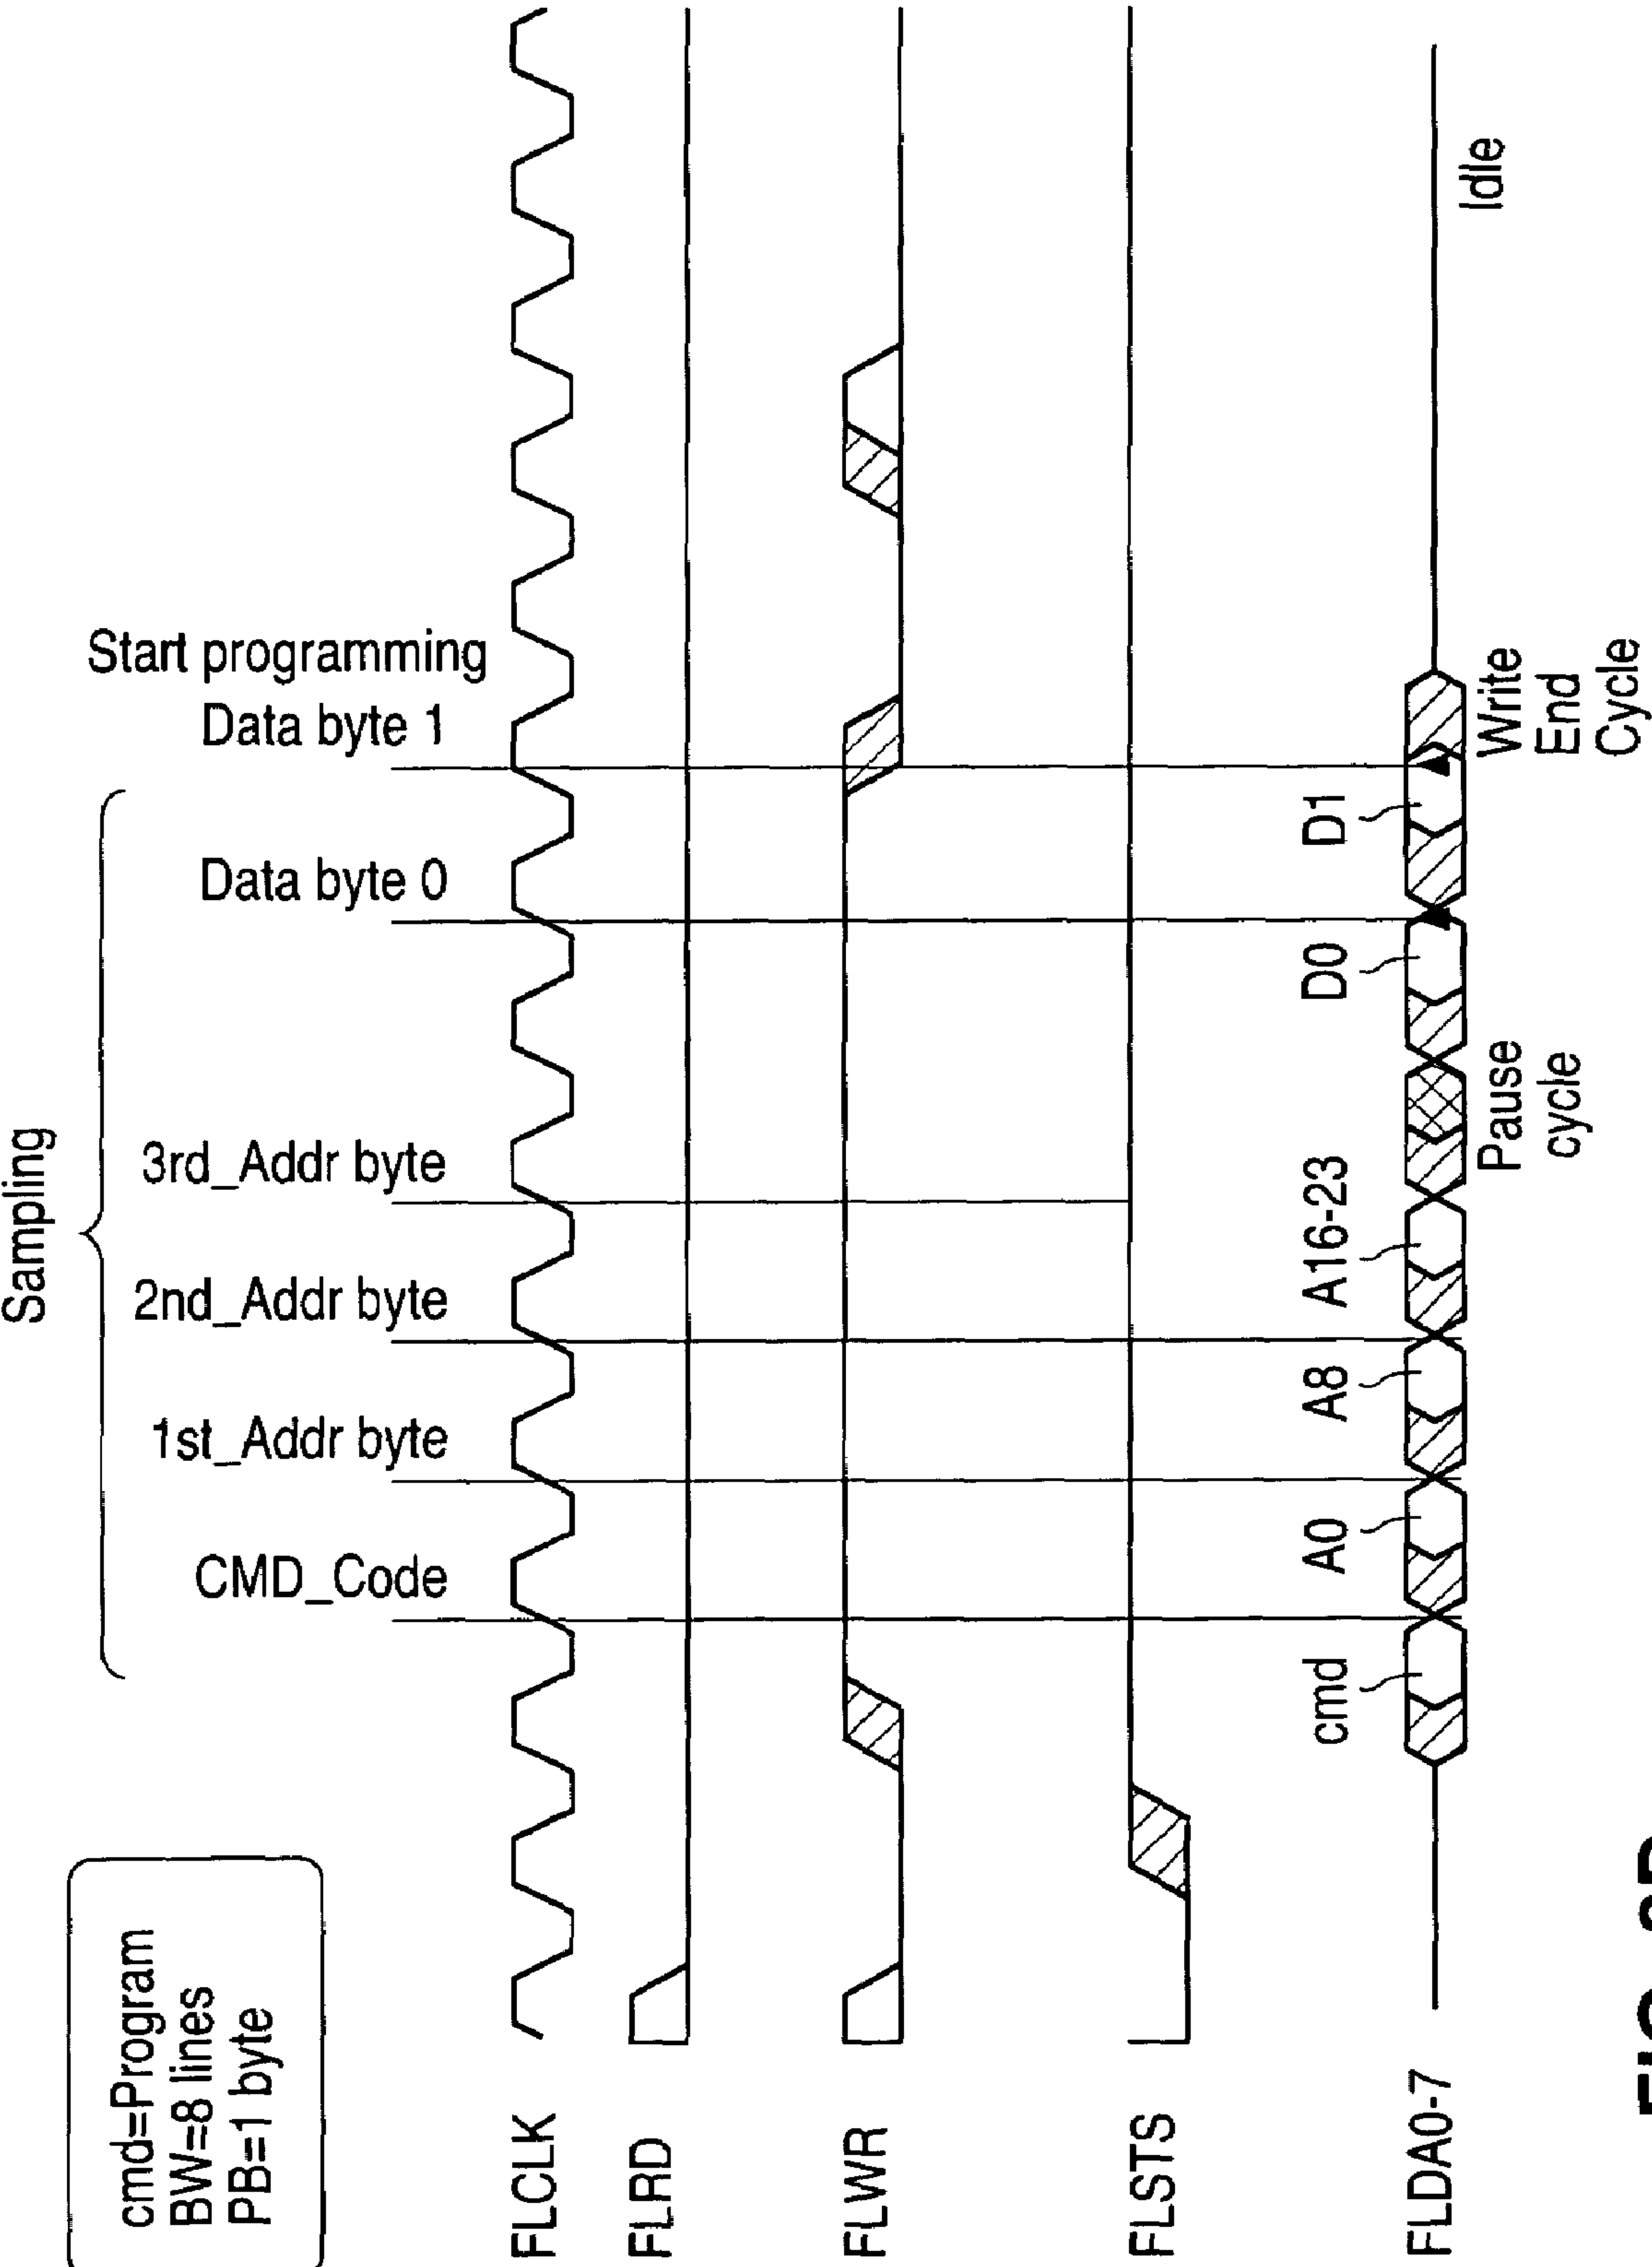 cmd=Program
BW=8 lines
PB=1 byte
Sampling
CMD_Code
1st_Addr byte
2nd_Addr byte
3rd_Addr byte
Data byte 0
Data byte 1
Start programming
FLCLK
FLRD
FLWR
FLSTS
FLDA0-7
cmd
A0
A8
A16-23
D0
D1
Pause
cycle
Write
End
Cycle
Idle